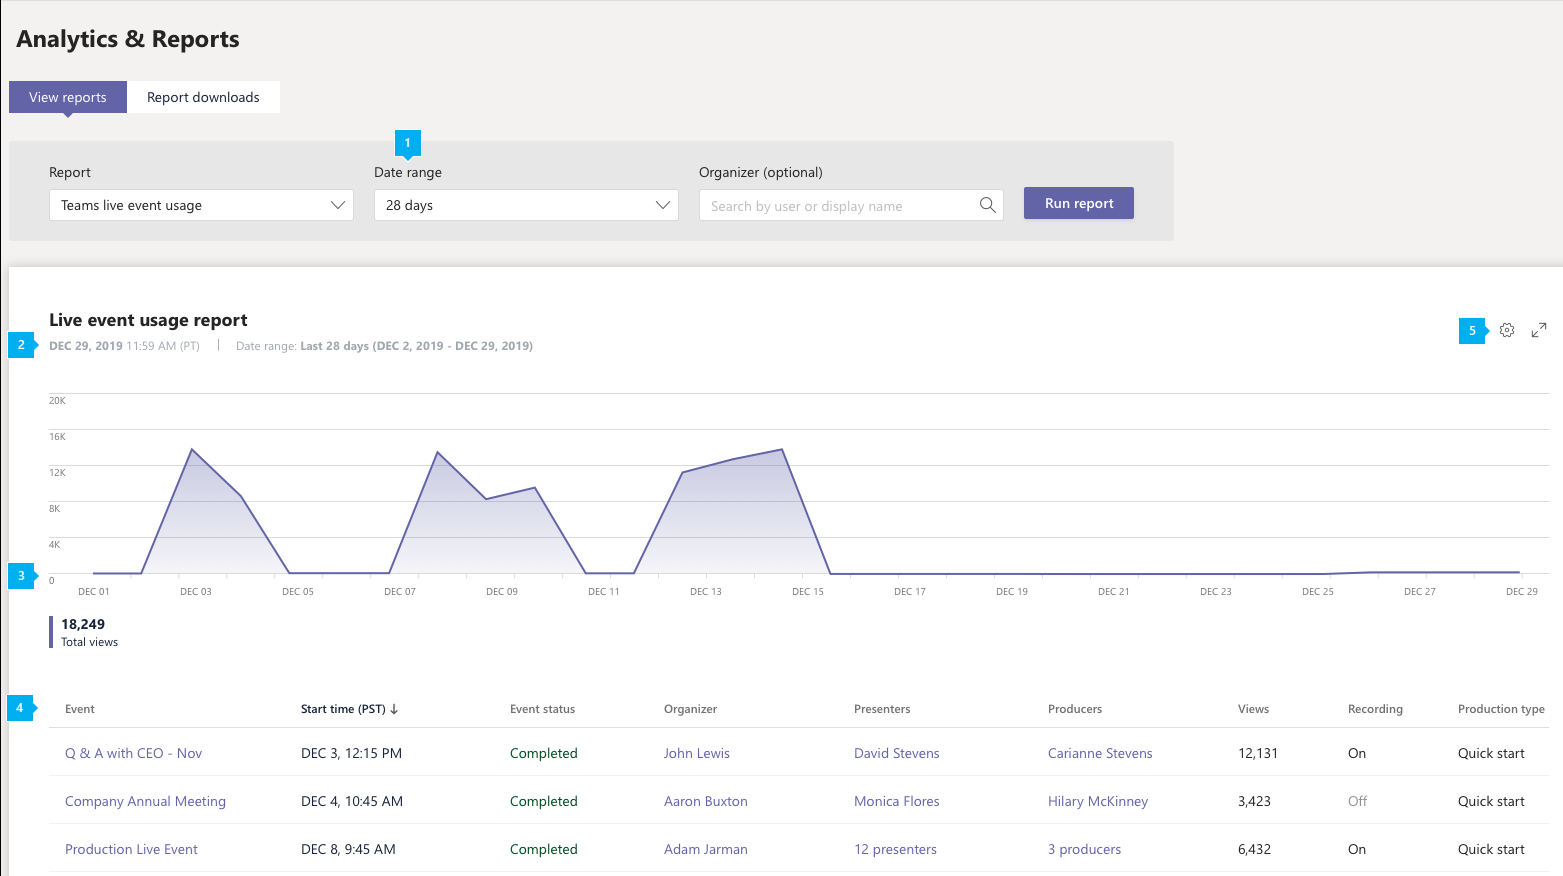 Analytics & Reports
View reports Report downloads
1
Report Date range Organizer (optional)
Teams live event usage 28 days Search by user or display name Run report
Live event usage report
2 DEC 29, 2019 11:59 AM (PT) | Date range: Last 28 days (DEC 2, 2019 - DEC 29, 2019)
5
20K
16K
12K
8K
4K
3 0
DEC 01 DEC 03 DEC 05 DEC 07 DEC 09 DEC 11 DEC 13 DEC 15 DEC 17 DEC 19 DEC 21 DEC 23 DEC 25 DEC 27 DEC 29
18,249
Total views
4 Event Start time (PST) ↓ Event status Organizer Presenters Producers Views Recording Production type
Q & A with CEO - Nov DEC 3, 12:15 PM Completed John Lewis David Stevens Carianne Stevens 12,131 On Quick start
Company Annual Meeting DEC 4, 10:45 AM Completed Aaron Buxton Monica Flores Hilary McKinney 3,423 Off Quick start
Production Live Event DEC 8, 9:45 AM Completed Adam Jarman 12 presenters 3 producers 6,432 On Quick start